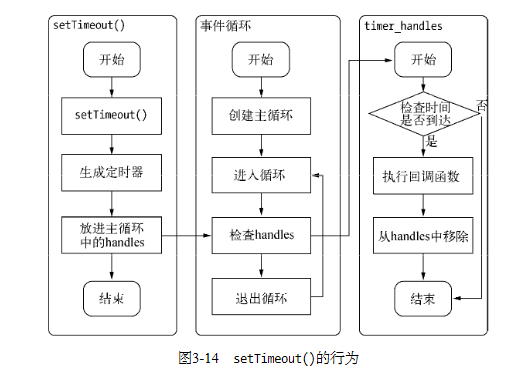 setTimeout()
开始
setTimeout()
生成定时器
放进主循环
中的handles
结束
事件循环
开始
创建主循环
进入循环
检查handles
退出循环
timer_handles
开始
检查时间
是否到达
否
是
执行回调函数
从handles中移除
结束
图3-14 setTimeout()的行为